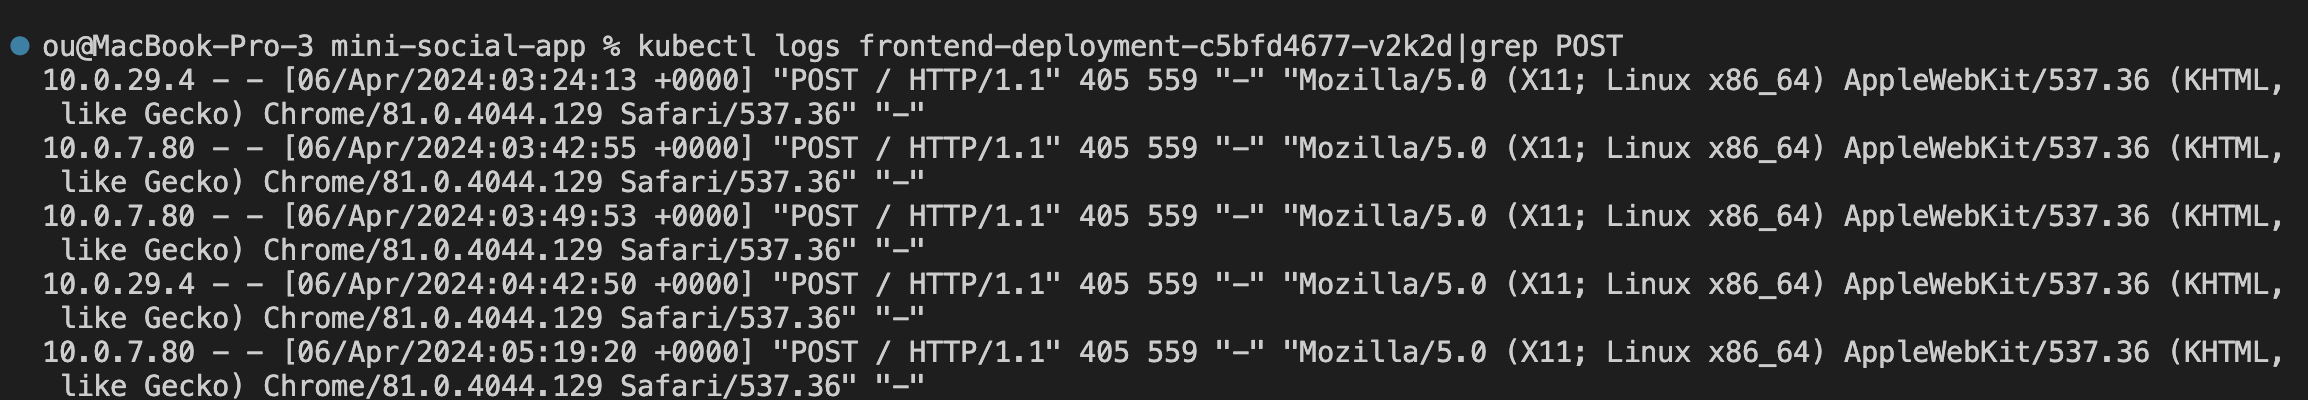 ou@MacBook-Pro-3 mini-social-app % kubectl logs frontend-deployment-c5bfd4677-v2k2d|grep POST
10.0.29.4 - - [06/Apr/2024:03:24:13 +0000] "POST / HTTP/1.1" 405 559 "-" "Mozilla/5.0 (X11; Linux x86_64) AppleWebKit/537.36 (KHTML,
like Gecko) Chrome/81.0.4044.129 Safari/537.36" "-"
10.0.7.80 - - [06/Apr/2024:03:42:55 +0000] "POST / HTTP/1.1" 405 559 "-" "Mozilla/5.0 (X11; Linux x86_64) AppleWebKit/537.36 (KHTML,
like Gecko) Chrome/81.0.4044.129 Safari/537.36" "-"
10.0.7.80 - - [06/Apr/2024:03:49:53 +0000] "POST / HTTP/1.1" 405 559 "-" "Mozilla/5.0 (X11; Linux x86_64) AppleWebKit/537.36 (KHTML,
like Gecko) Chrome/81.0.4044.129 Safari/537.36" "-"
10.0.29.4 - - [06/Apr/2024:04:42:50 +0000] "POST / HTTP/1.1" 405 559 "-" "Mozilla/5.0 (X11; Linux x86_64) AppleWebKit/537.36 (KHTML,
like Gecko) Chrome/81.0.4044.129 Safari/537.36" "-"
10.0.7.80 - - [06/Apr/2024:05:19:20 +0000] "POST / HTTP/1.1" 405 559 "-" "Mozilla/5.0 (X11; Linux x86_64) AppleWebKit/537.36 (KHTML,
like Gecko) Chrome/81.0.4044.129 Safari/537.36" "-"